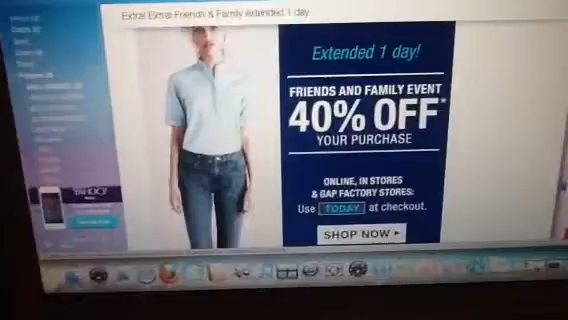 Extra! Extra! Friends & Family extended 1 day
Extended 1 day!
FRIENDS AND FAMILY EVENT
40% OFF*
YOUR PURCHASE
ONLINE, IN STORES
& GAP FACTORY STORES:
Use TODAY at checkout.
SHOP NOW ▸
YAHOO!